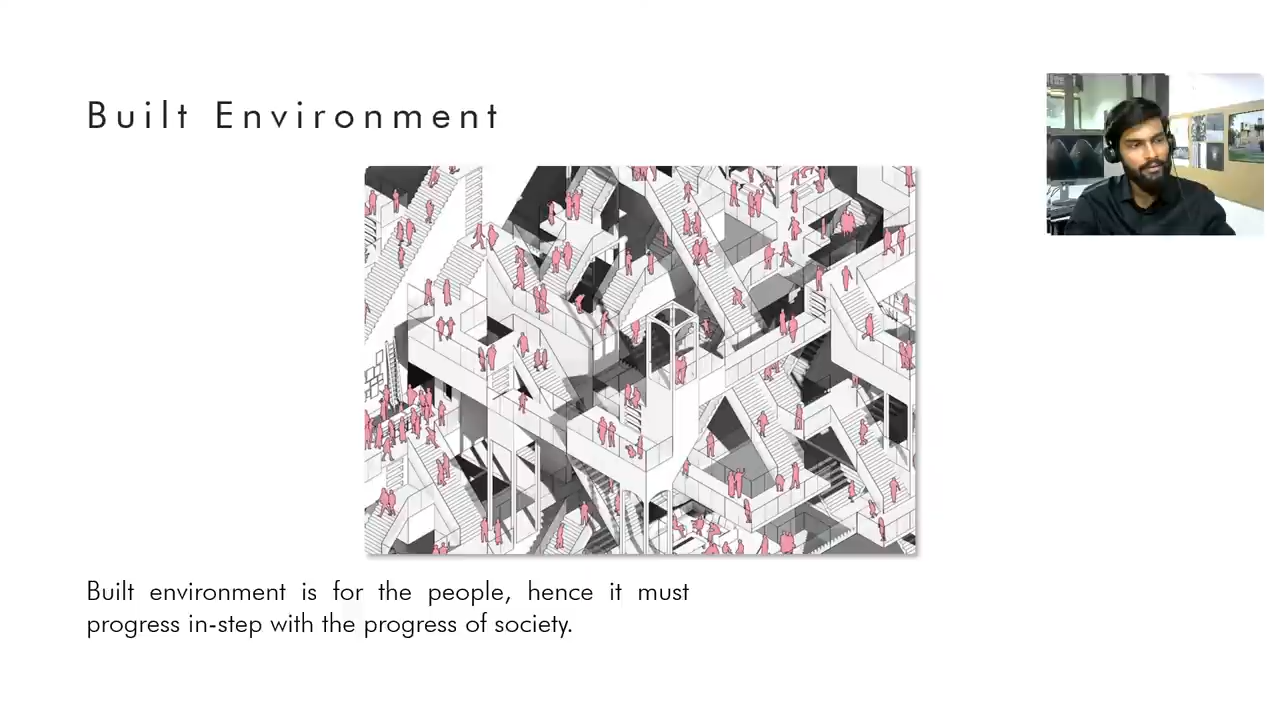 Built Environment
Built environment is for the people, hence it must
progress in-step with the progress of society.